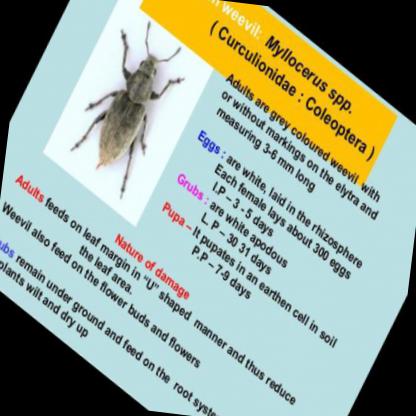 weevil: Myllocerus spp.
( Curculionidae : Coleoptera )
Adults are grey coloured weevil with
or without markings on the elytra and
measuring 3-6 mm long
Eggs : are white, laid in the rhizosphere
Each female lays about 300 eggs
I.P – 3 - 5 days
Grubs : are white apodous
L. P – 30 31 days
Pupa – It pupates in an earthen cell in soil
P.P – 7-9 days
Nature of damage
Adults feeds on leaf margin in "U" shaped manner and thus reduce
the leaf area.
Weevil also feed on the flower buds and flowers
remain under ground and feed on the root
plants wilt and dry up